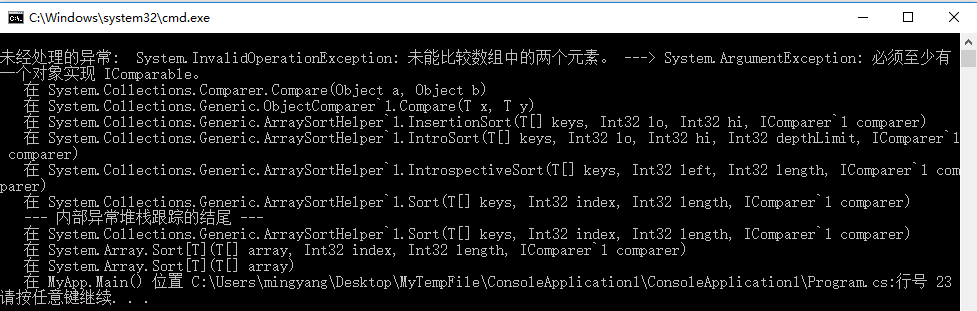 C:\Windows\system32\cmd.exe
未经处理的异常:  System.InvalidOperationException: 未能比较数组中的两个元素。 ---> System.ArgumentException: 必须至少有
一个对象实现 IComparable。
   在 System.Collections.Comparer.Compare(Object a, Object b)
   在 System.Collections.Generic.ObjectComparer`1.Compare(T x, T y)
   在 System.Collections.Generic.ArraySortHelper`1.InsertionSort(T[] keys, Int32 lo, Int32 hi, IComparer`1 comparer)
   在 System.Collections.Generic.ArraySortHelper`1.IntroSort(T[] keys, Int32 lo, Int32 hi, Int32 depthLimit, IComparer`1
 comparer)
   在 System.Collections.Generic.ArraySortHelper`1.IntrospectiveSort(T[] keys, Int32 left, Int32 length, IComparer`1 com
parer)
   在 System.Collections.Generic.ArraySortHelper`1.Sort(T[] keys, Int32 index, Int32 length, IComparer`1 comparer)
   --- 内部异常堆栈跟踪的结尾 ---
   在 System.Collections.Generic.ArraySortHelper`1.Sort(T[] keys, Int32 index, Int32 length, IComparer`1 comparer)
   在 System.Array.Sort[T](T[] array, Int32 index, Int32 length, IComparer`1 comparer)
   在 System.Array.Sort[T](T[] array)
   在 MyApp.Main() 位置 C:\Users\mingyang\Desktop\MyTempFile\ConsoleApplication1\ConsoleApplication1\Program.cs:行号 23
请按任意键继续. . .